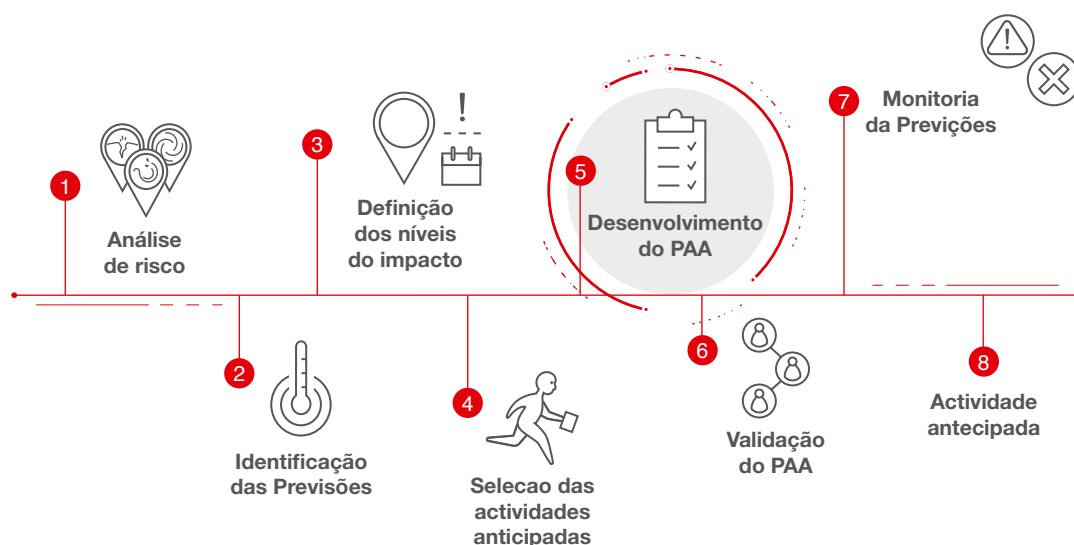 1
Análise
de risco
2
Identificação
das Previsões
3
!
Definição
dos níveis
do impacto
4
Selecao das
actividades
anticipadas
5
Desenvolvimento
do PAA
6
Validação
do PAA
7
Monitoria
da Previções
!
8
Actividade
antecipada